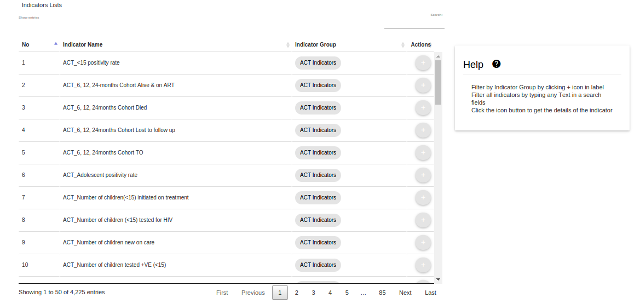 Indicators Lists
Search
No Indicator Name Indicator Group Actions
1 ACT_<15 positivity rate ACT Indicators +
2 ACT_6, 12, 24-months Cohort Alive & on ART ACT Indicators +
3 ACT_6, 12, 24months Cohort Died ACT Indicators +
4 ACT_6, 12, 24months Cohort Lost to follow up ACT Indicators +
5 ACT_6, 12, 24months Cohort TO ACT Indicators +
6 ACT_Adolescent positivity rate ACT Indicators +
7 ACT_Number of children(<15) initiated on treatment ACT Indicators +
8 ACT_Number of children (<15) tested for HIV ACT Indicators +
9 ACT_Number of children new on care ACT Indicators +
10 ACT_Number of children tested +VE (<15) ACT Indicators +
Showing 1 to 50 of 4,225 entries
First Previous 1 2 3 4 5 ... 85 Next Last
Help ?
Filter by Indicator Group by clicking + icon in label
Filter all indicators by typing any Text in a search
fields
Click the icon button to get the details of the indicator